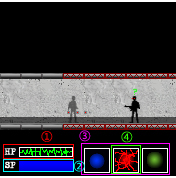 ① ③ ④
HP
SP ②